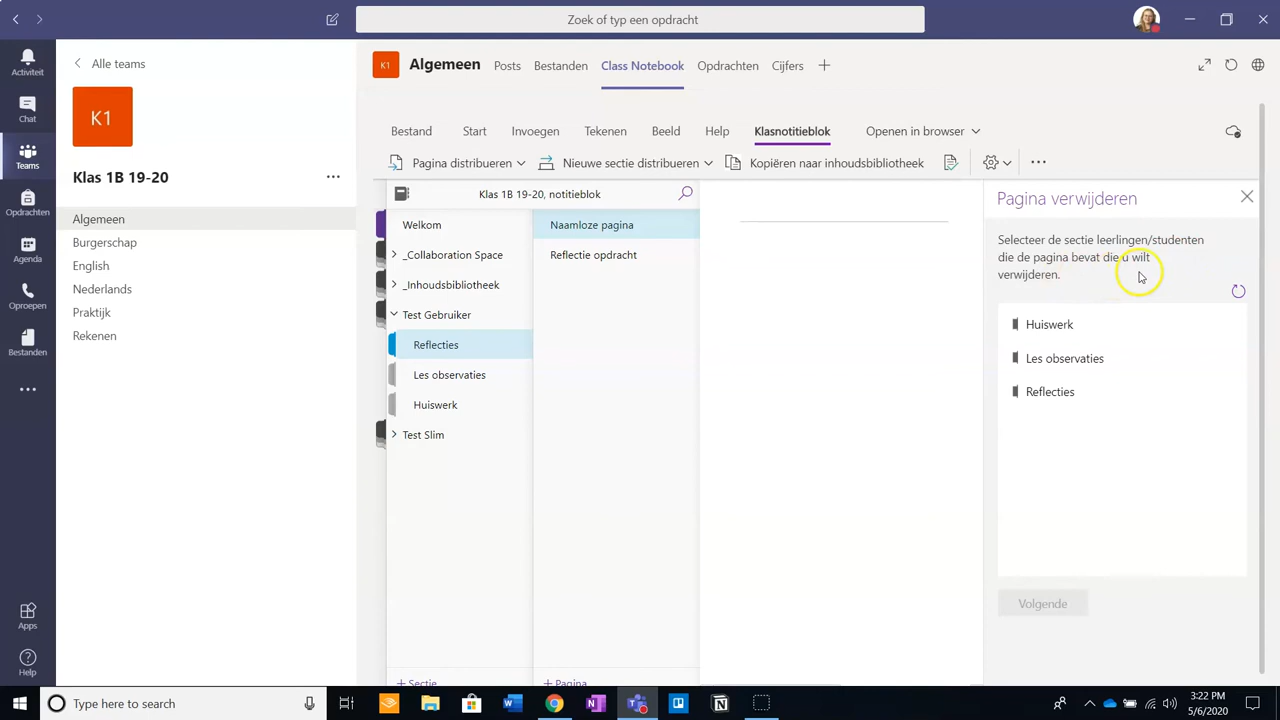 Zoek of typ een opdracht
Activiteit
Chat
Teams
Opdrachten
Agenda
Oproepen
Bestanden
Apps
Help
Alle teams
K1
Klas 1B 19-20
Algemeen
Burgerschap
English
Nederlands
Praktijk
Rekenen
K1 Algemeen Posts Bestanden Class Notebook Opdrachten Cijfers
Bestand Start Invoegen Tekenen Beeld Help Klasnotitieblok Openen in browser
Pagina distribueren Nieuwe sectie distribueren Kopiëren naar inhoudsbibliotheek
Klas 1B 19-20, notitieblok
Welkom
_Collaboration Space
_Inhoudsbibliotheek
Test Gebruiker
Reflecties
Les observaties
Huiswerk
Test Slim
+ Sectie
Naamloze pagina
Reflectie opdracht
+ Pagina
Pagina verwijderen
Selecteer de sectie leerlingen/studenten
die de pagina bevat die u wilt
verwijderen.
Huiswerk
Les observaties
Reflecties
Volgende
Type here to search
3:22 PM
5/6/2020